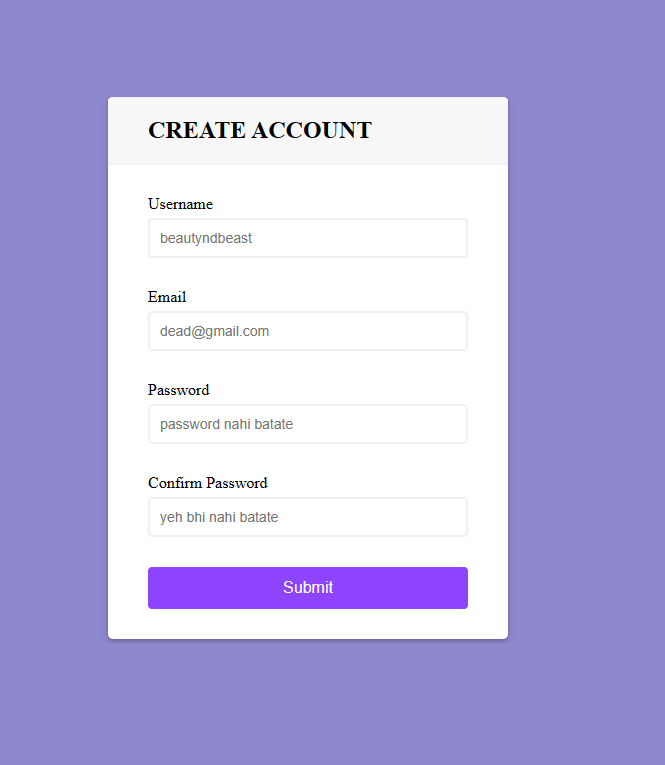 CREATE ACCOUNT
Username
beautyndbeast
Email
dead@gmail.com
Password
password nahi batate
Confirm Password
yeh bhi nahi batate
Submit